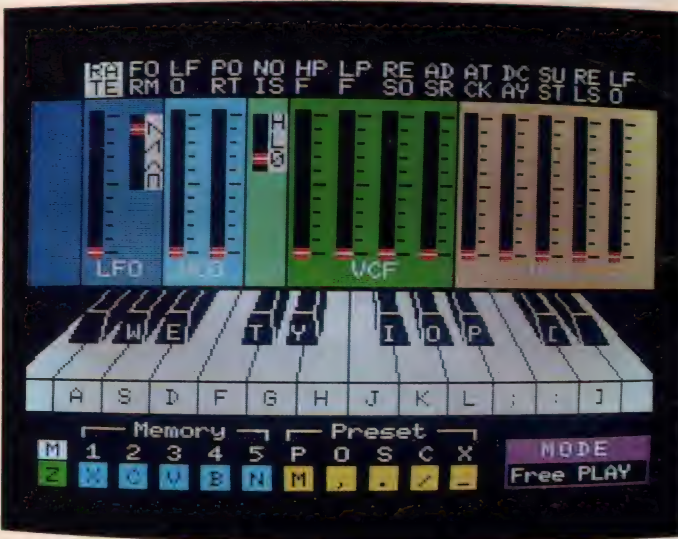 RA FO LF PO NO HP LP RE AD AT DC SU RE LF
TE RM O RT IS F F SO SR CK AY ST LS O
H
L
0
LFO VCF
W E T Y I O P [
A S D F G H J K L ; : ]
Memory Preset
M 1 2 3 4 5 P O S C X MODE
Z X C V B N M , . / _ Free PLAY